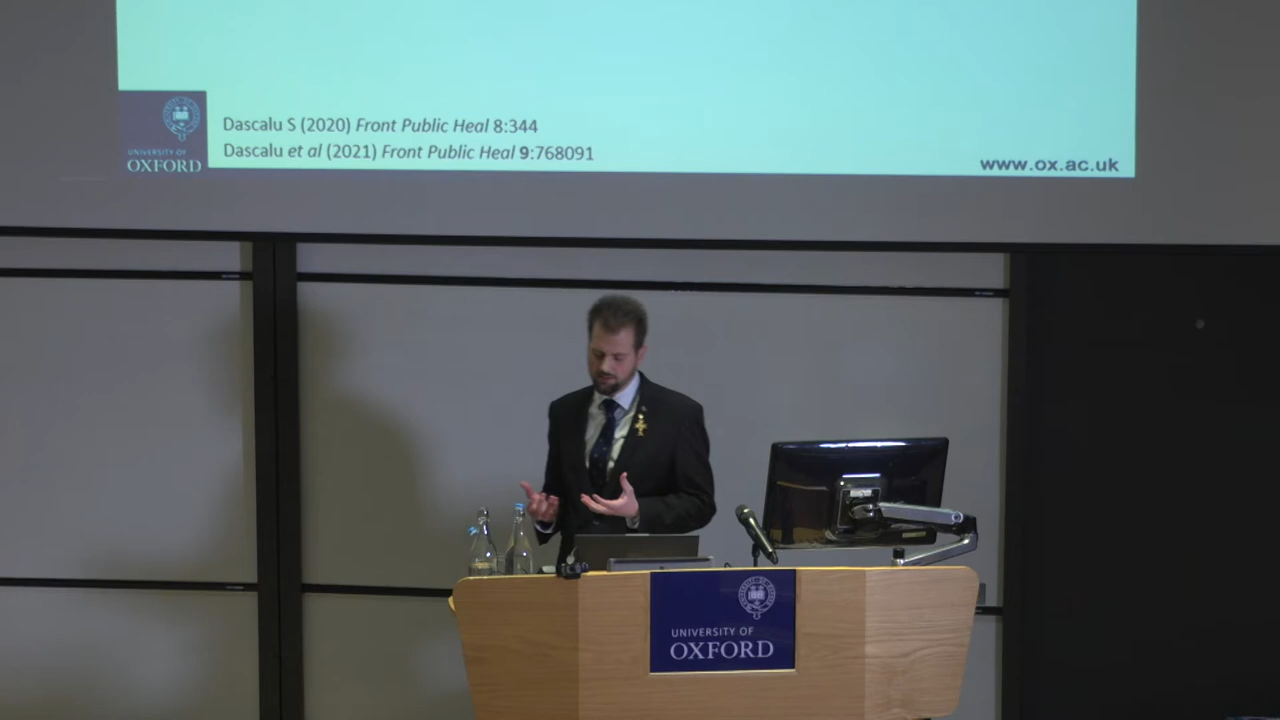 Dascalu S (2020) Front Public Heal 8:344
Dascalu et al (2021) Front Public Heal 9:768091
UNIVERSITY OF
OXFORD
www.ox.ac.uk
UNIVERSITY OF
OXFORD